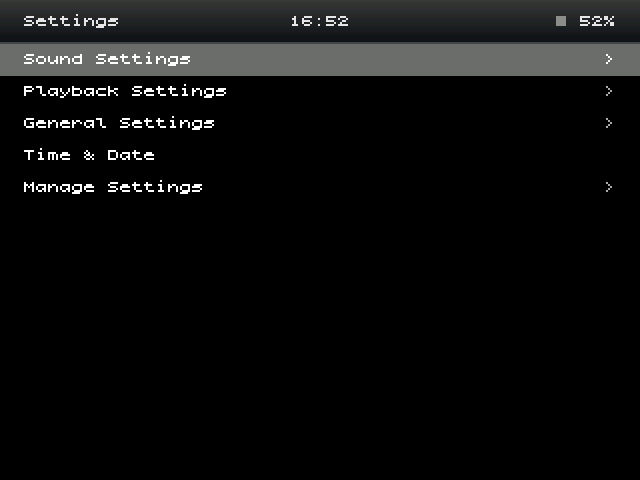 Settings 16:52 52%
Sound Settings >
Playback Settings >
General Settings >
Time & Date
Manage Settings >